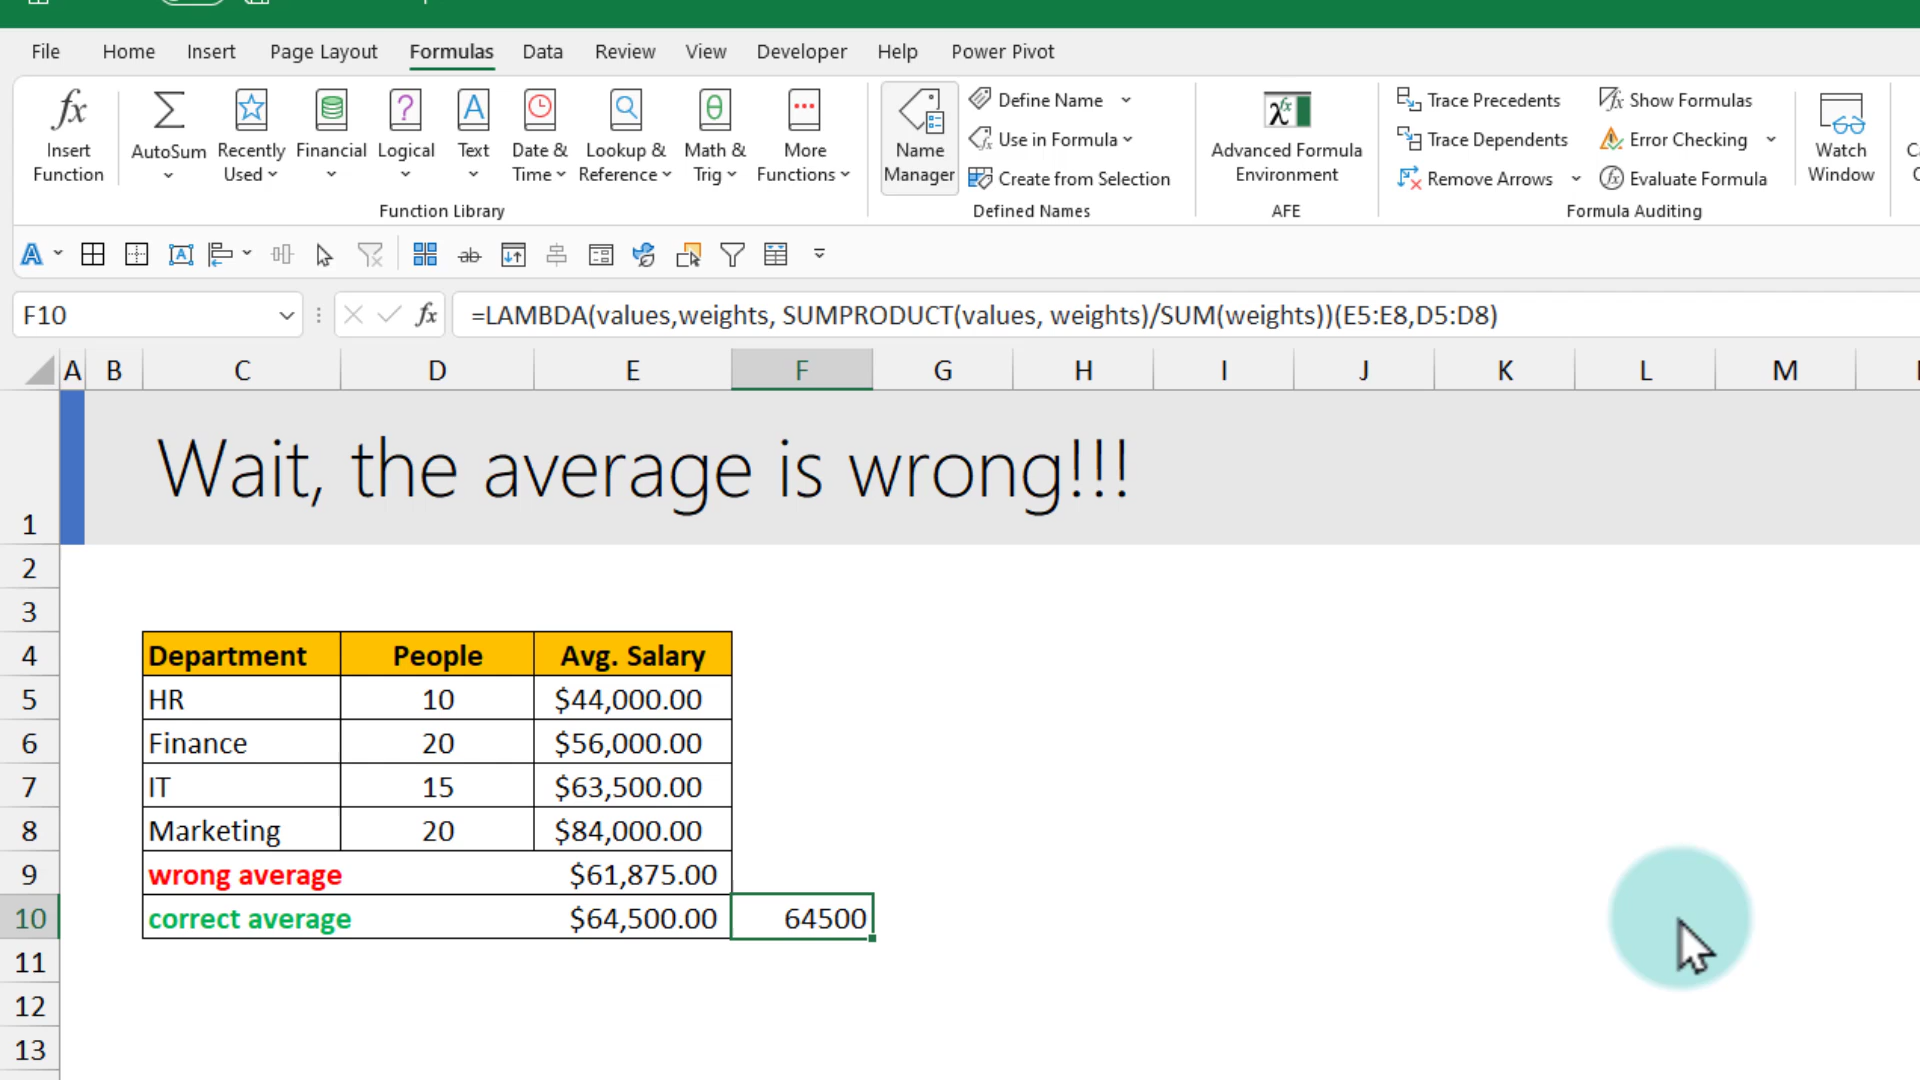 File Home Insert Page Layout Formulas Data Review View Developer Help Power Pivot
Insert Function
AutoSum
Recently Used
Financial
Logical
Text
Date & Time
Lookup & Reference
Math & Trig
More Functions
Function Library
Name Manager
Define Name
Use in Formula
Create from Selection
Defined Names
Advanced Formula Environment
AFE
Trace Precedents
Trace Dependents
Remove Arrows
Show Formulas
Error Checking
Evaluate Formula
Formula Auditing
Watch Window
F10 fx =LAMBDA(values,weights, SUMPRODUCT(values, weights)/SUM(weights))(E5:E8,D5:D8)
A B C D E F G H I J K L M
1 Wait, the average is wrong!!!
2
3
4 Department People Avg. Salary
5 HR 10 $44,000.00
6 Finance 20 $56,000.00
7 IT 15 $63,500.00
8 Marketing 20 $84,000.00
9 wrong average $61,875.00
10 correct average $64,500.00 64500
11
12
13